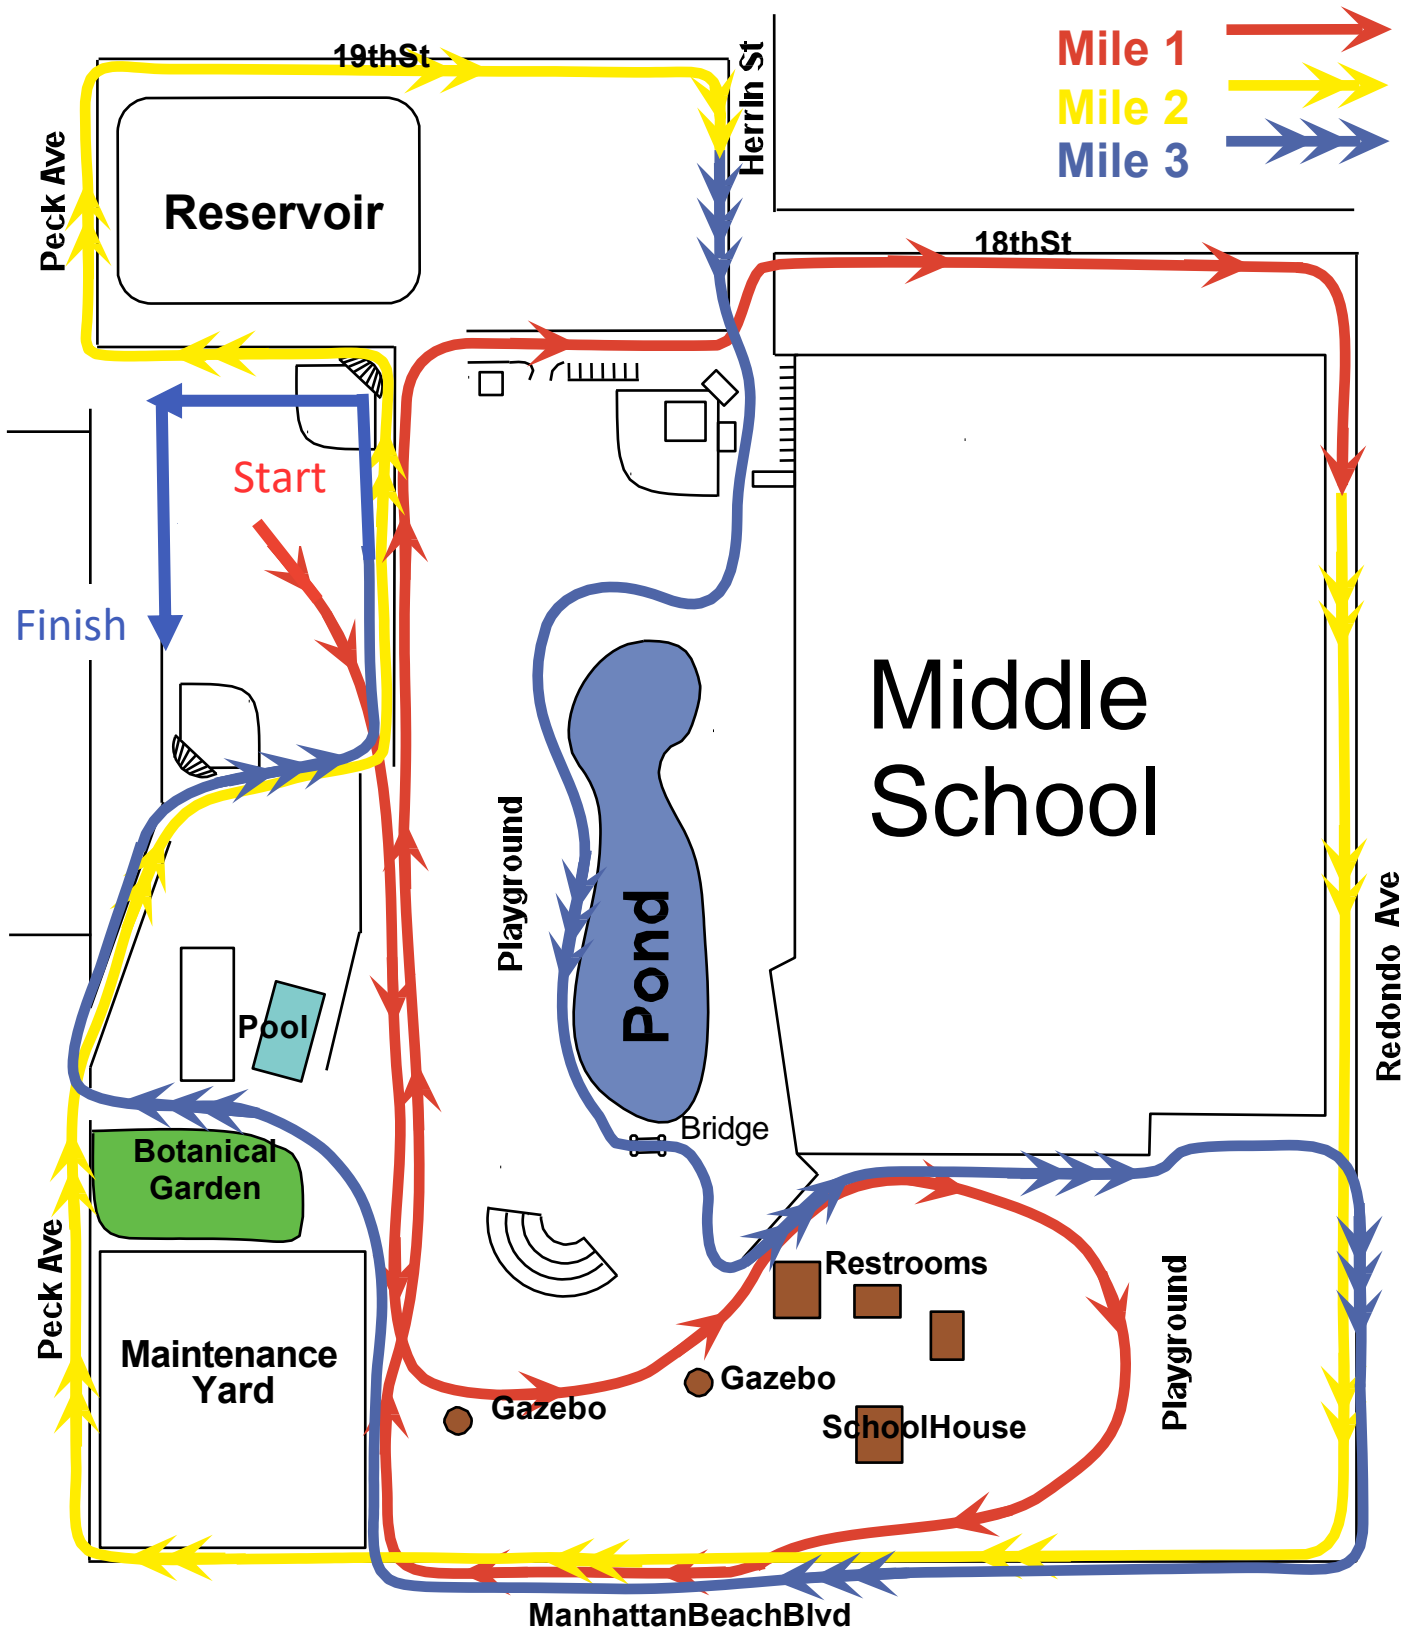 19thSt
Herrin St
Mile 1
Mile 2
Mile 3
Peck Ave
Reservoir
18thSt
Start
Finish
Middle
School
Playground
Pond
Redondo Ave
Pool
Bridge
Botanical
Garden
Peck Ave
Restrooms
Playground
Maintenance
Yard
Gazebo
Gazebo
SchoolHouse
ManhattanBeachBlvd